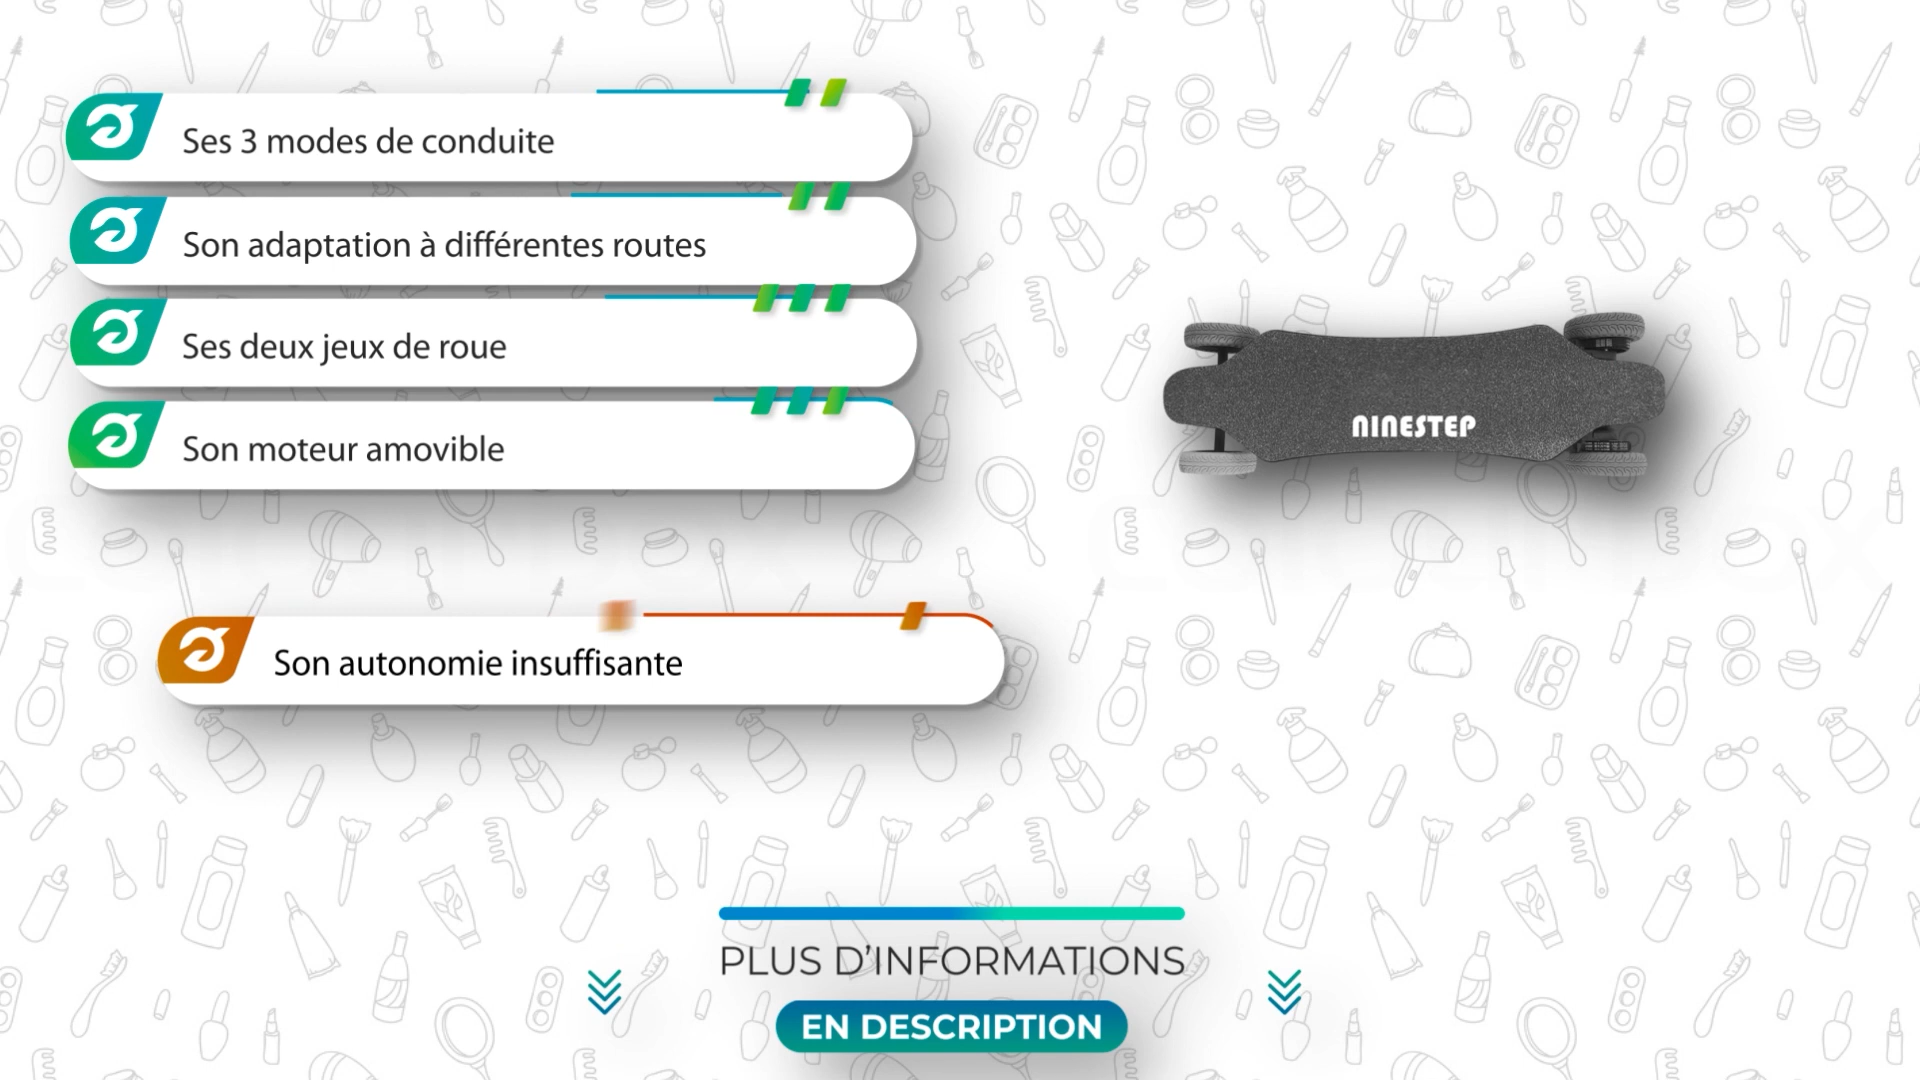 Ses 3 modes de conduite
Son adaptation à différentes routes
Ses deux jeux de roue
Son moteur amovible
NINESTEP
Son autonomie insuffisante
PLUS D’INFORMATIONS
EN DESCRIPTION